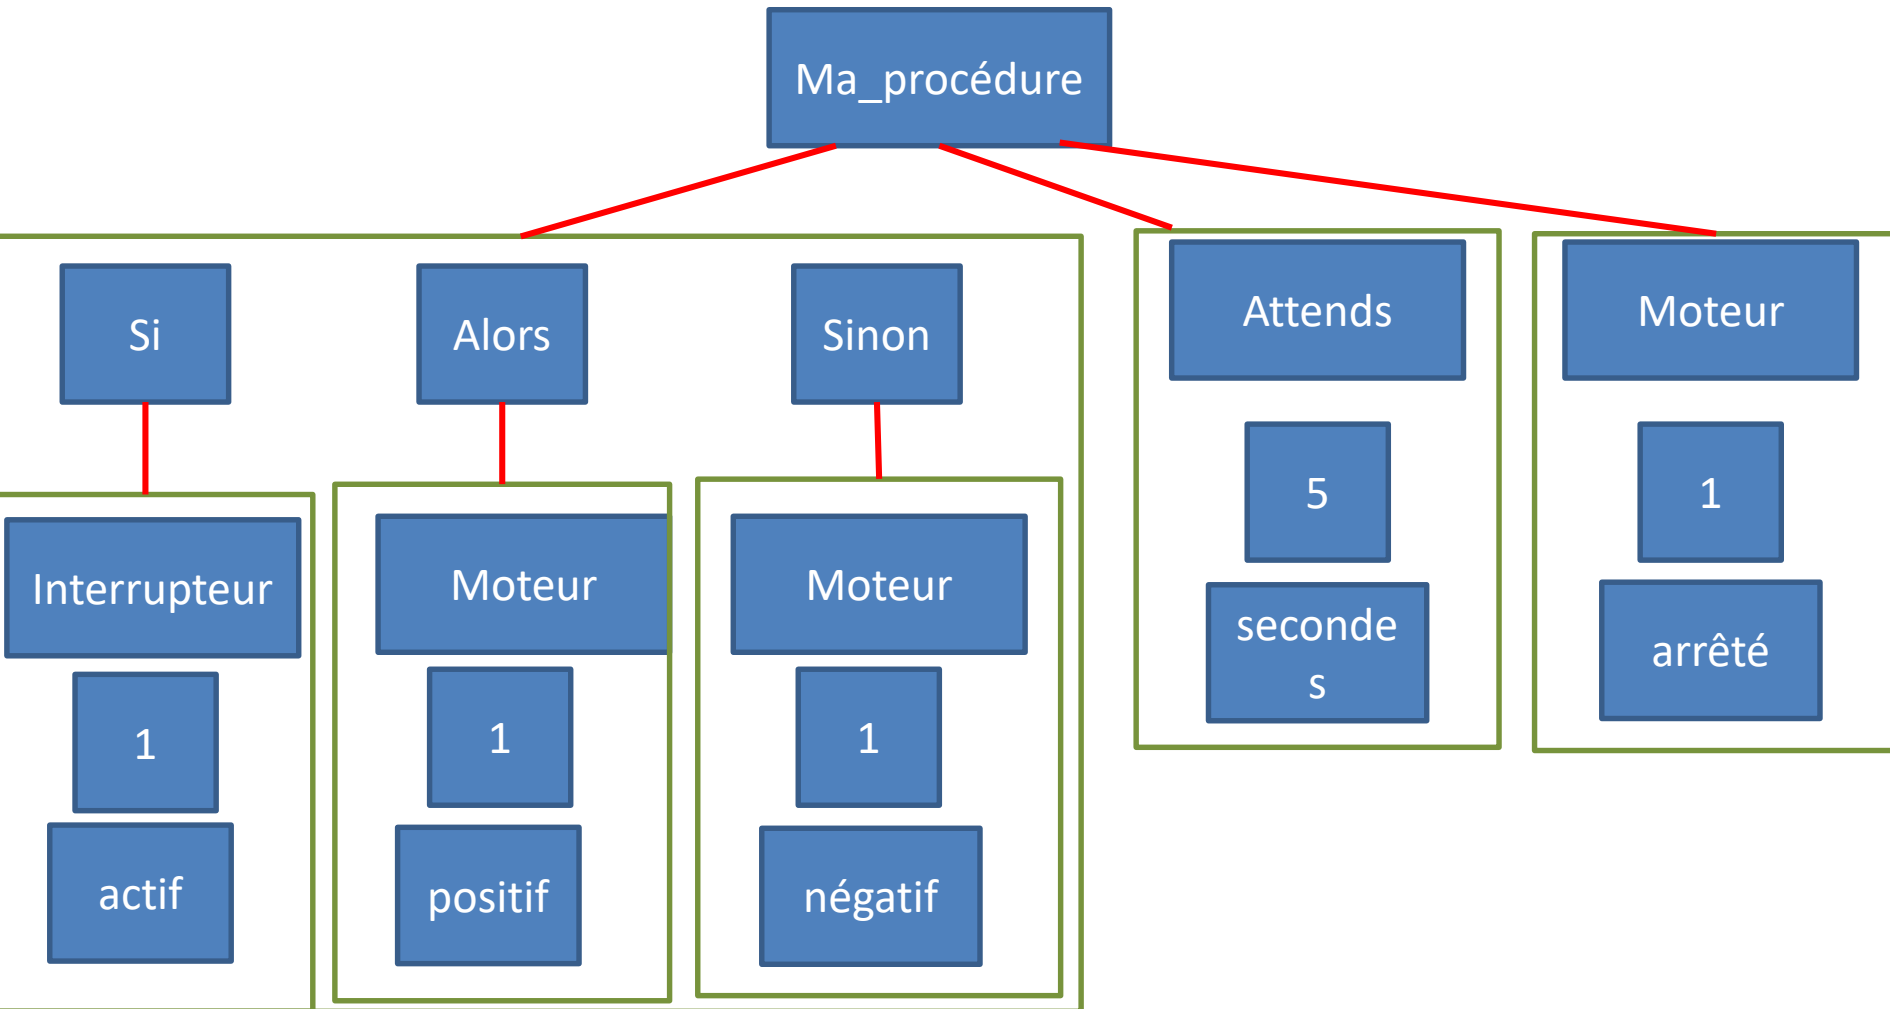 Ma_procédure
Si
Alors
Sinon
Attends
Moteur
5
1
seconde
s
arrêté
Interrupteur
Moteur
Moteur
1
1
1
actif
positif
négatif